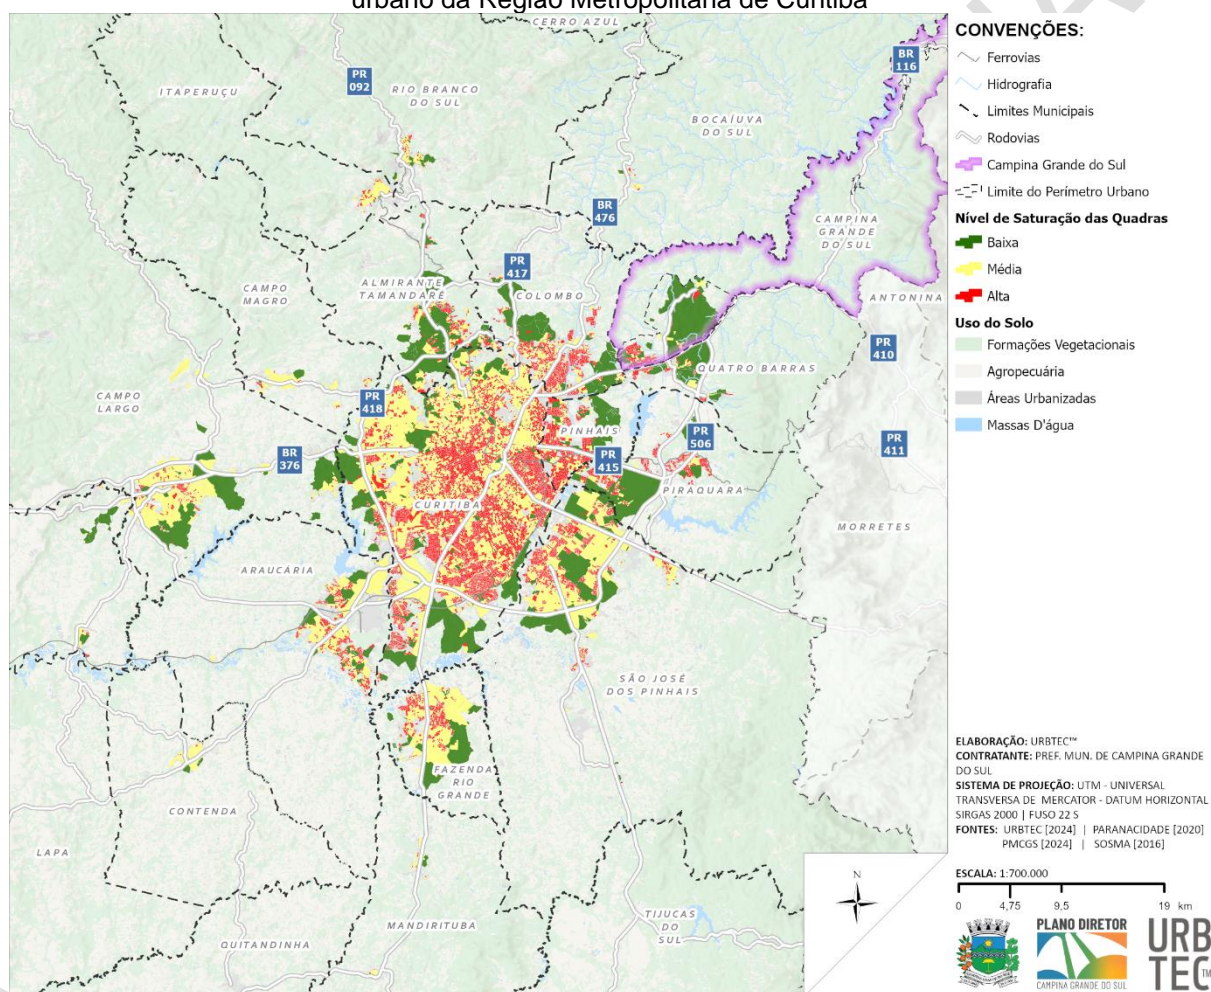 urbano da Região Metropolitana de Curitiba
CERRO AZUL
BR
116
PR
092
ITAPERUÇU
RIO BRANCO
DO SUL
BOCAIÚVA
DO SUL
BR
476
CAMPINA
GRANDE
DO SUL
PR
417
ALMIRANTE
TAMANDARÉ
COLOMBO
CAMPO
MAGRO
ANTONINA
PR
410
QUATRO BARRAS
CAMPO
LARGO
PR
418
PINHAIS
PR
506
PR
411
BR
376
PR
415
PIRAQUARA
CURITIBA
MORRETES
ARAUCÁRIA
SÃO JOSÉ
DOS PINHAIS
FAZENDA
RIO
GRANDE
CONTENDA
LAPA
MANDIRITUBA
TIJUCAS
DO
SUL
QUITANDINHA
N
CONVENÇÕES:
Ferrovias
Hidrografia
Limites Municipais
Rodovias
Campina Grande do Sul
Limite do Perímetro Urbano
Nível de Saturação das Quadras
Baixa
Média
Alta
Uso do Solo
Formações Vegetacionais
Agropecuária
Áreas Urbanizadas
Massas D'água
ELABORAÇÃO: URBTEC™
CONTRATANTE: PREF. MUN. DE CAMPINA GRANDE
DO SUL
SISTEMA DE PROJEÇÃO: UTM - UNIVERSAL
TRANSVERSA DE MERCATOR - DATUM HORIZONTAL
SIRGAS 2000 | FUSO 22 S
FONTES: URBTEC [2024] | PARANACIDADE [2020]
PMCGS [2024] | SOSMA [2016]
ESCALA: 1:700.000
0 4,75 9,5 19 km
PLANO DIRETOR
CAMPINA GRANDE DO SUL
URB
TEC™